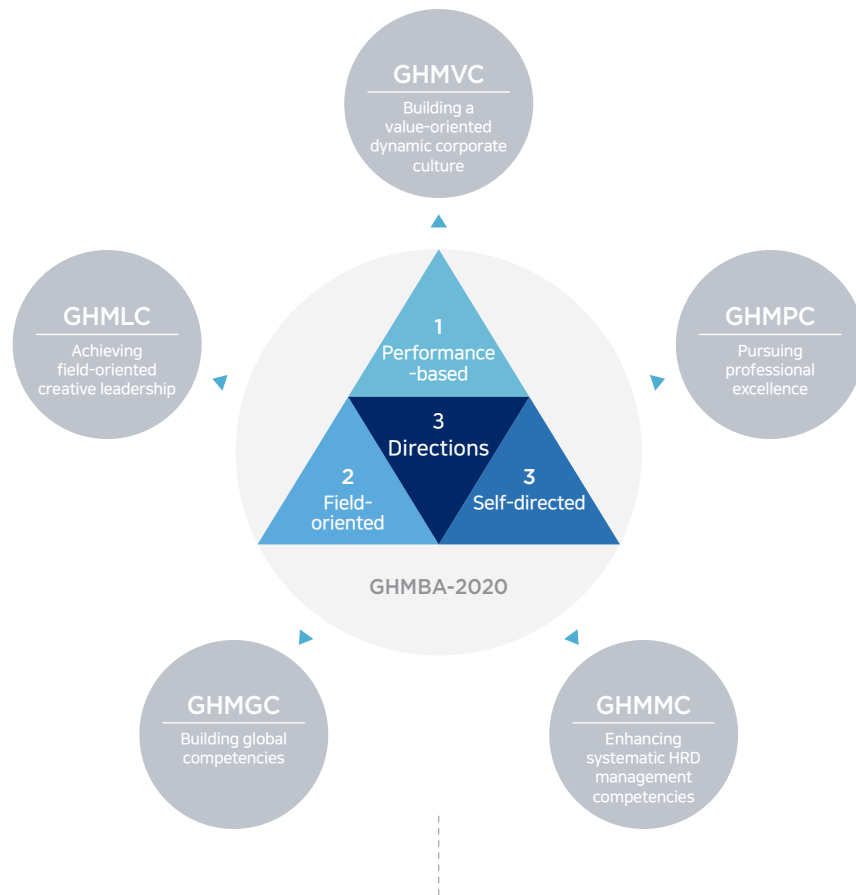 GHMVC
Building a
value-oriented
dynamic corporate
culture
GHMLC
Achieving
field-oriented
creative leadership
GHMPC
Pursuing
professional
excellence
1
Performance
-based
3
Directions
2
Field-
oriented
3
Self-directed
GHMBA-2020
GHMGC
Building global
competencies
GHMMC
Enhancing
systematic HRD
management
competencies